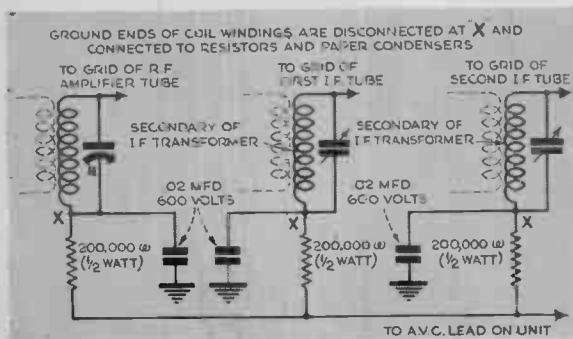 GROUND ENDS OF COIL WINDINGS ARE DISCONNECTED AT "X" AND
CONNECTED TO RESISTORS AND PAPER CONDENSERS
TO GRID OF R.F.
AMPLIFIER TUBE
TO GRID OF
FIRST I.F. TUBE
TO GRID OF
SECOND I.F. TUBE
SECONDARY OF
I.F. TRANSFORMER
SECONDARY OF
I.F. TRANSFORMER
X
.02 MFD
600 VOLTS
X
.02 MFD
600 VOLTS
X
200,000 ω
(½ WATT)
200,000 ω
(½ WATT)
200,000 ω
(½ WATT)
TO A.V.C. LEAD ON UNIT